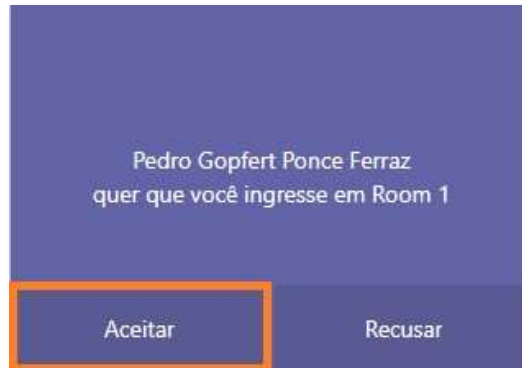 Pedro Gopfert Ponce Ferraz
quer que você ingresse em Room 1
Aceitar
Recusar